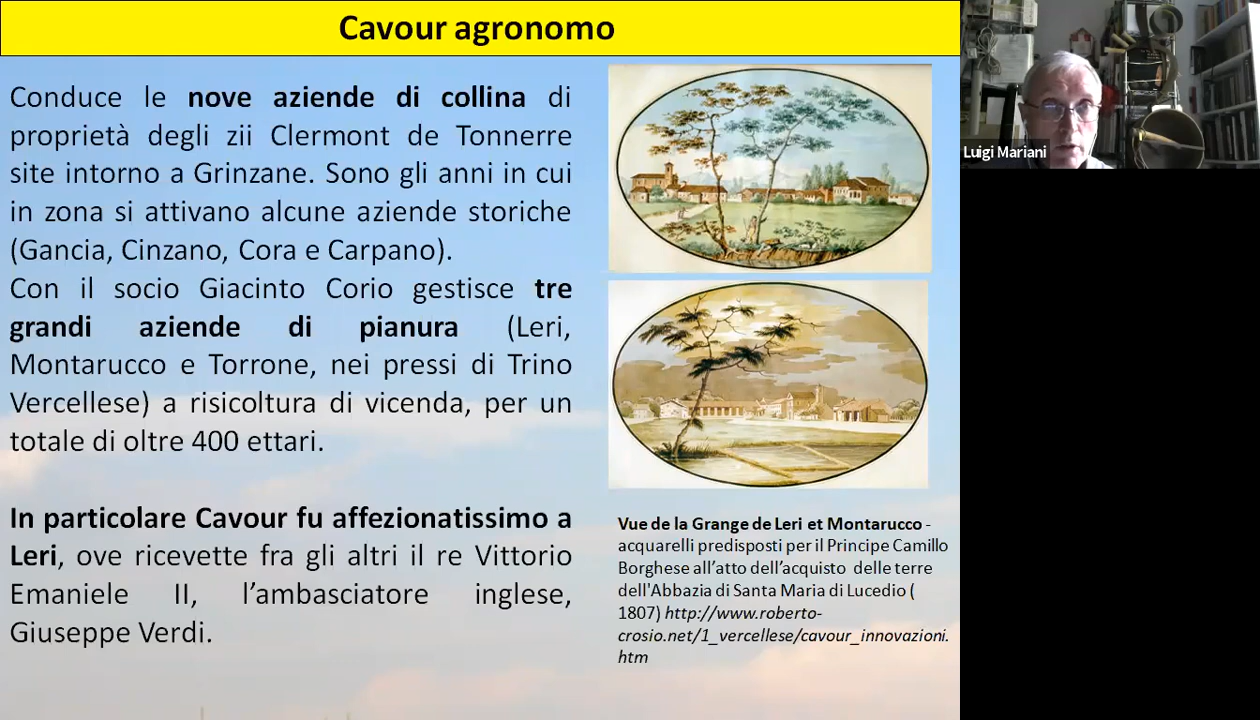 Cavour agronomo
Conduce le nove aziende di collina di
proprietà degli zii Clermont de Tonnerre
site intorno a Grinzane. Sono gli anni in cui
in zona si attivano alcune aziende storiche
(Gancia, Cinzano, Cora e Carpano).
Con il socio Giacinto Corio gestisce tre
grandi aziende di pianura (Leri,
Montarucco e Torrone, nei pressi di Trino
Vercellese) a risicoltura di vicenda, per un
totale di oltre 400 ettari.
In particolare Cavour fu affezionatissimo a
Leri, ove ricevette fra gli altri il re Vittorio
Emaniele II, l’ambasciatore inglese,
Giuseppe Verdi.
Vue de la Grange de Leri et Montarucco -
acquarelli predisposti per il Principe Camillo
Borghese all’atto dell’acquisto delle terre
dell'Abbazia di Santa Maria di Lucedio (
1807) http://www.roberto-
crosio.net/1_vercellese/cavour_innovazioni.
htm
Luigi Mariani